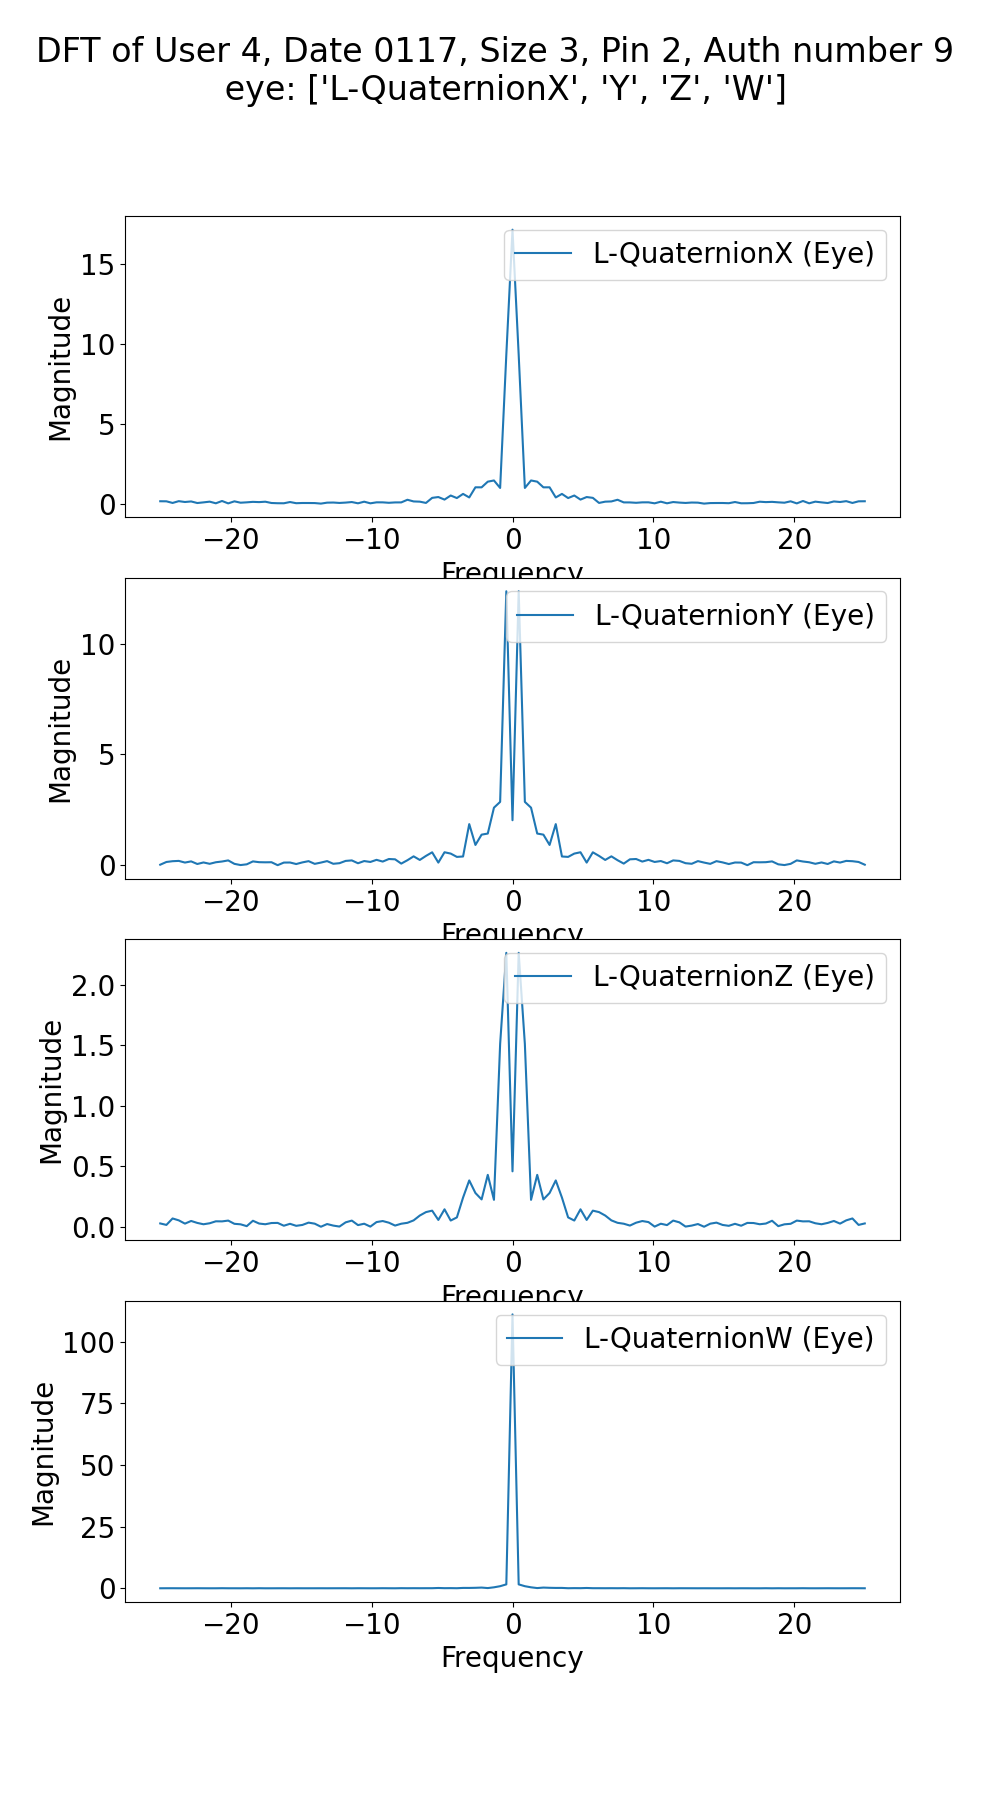 DFT of User 4, Date 0117, Size 3, Pin 2, Auth number 9
eye: ['L-QuaternionX', 'Y', 'Z', 'W']
L-QuaternionX (Eye)
Magnitude
15
10
5
0
−20 −10 0 10 20
Frequency
L-QuaternionY (Eye)
Magnitude
10
5
0
−20 −10 0 10 20
Frequency
L-QuaternionZ (Eye)
Magnitude
2.0
1.5
1.0
0.5
0.0
−20 −10 0 10 20
Frequency
L-QuaternionW (Eye)
Magnitude
100
75
50
25
0
−20 −10 0 10 20
Frequency